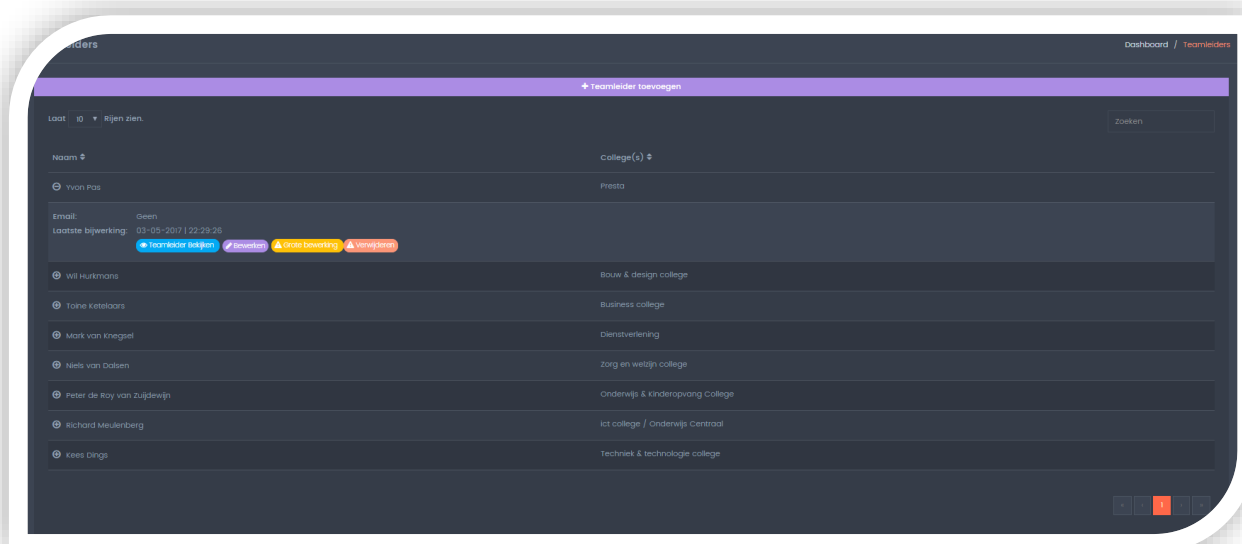 Dashboard / Teamleiders
Teamleider toevoegen
Laat 10 Rijen zien.
Zoeken
Naam College(s)
Yvon Pas Presta
Email: Geen
Laatste bijwerking: 03-05-2017 | 22:29:26
Teamleider Bekijken Bewerken Grote bewerking Verwijderen
Wil Hurkmans Bouw & design college
Toine Ketelaars Business college
Mark van Knegsel Dienstverlening
Niels van Dalsen Zorg en welzijn college
Peter de Roy van Zuijdewijn Onderwijs & Kinderopvang College
Richard Meulenberg Ict college / Onderwijs Centraal
Kees Dings Techniek & technologie college
1